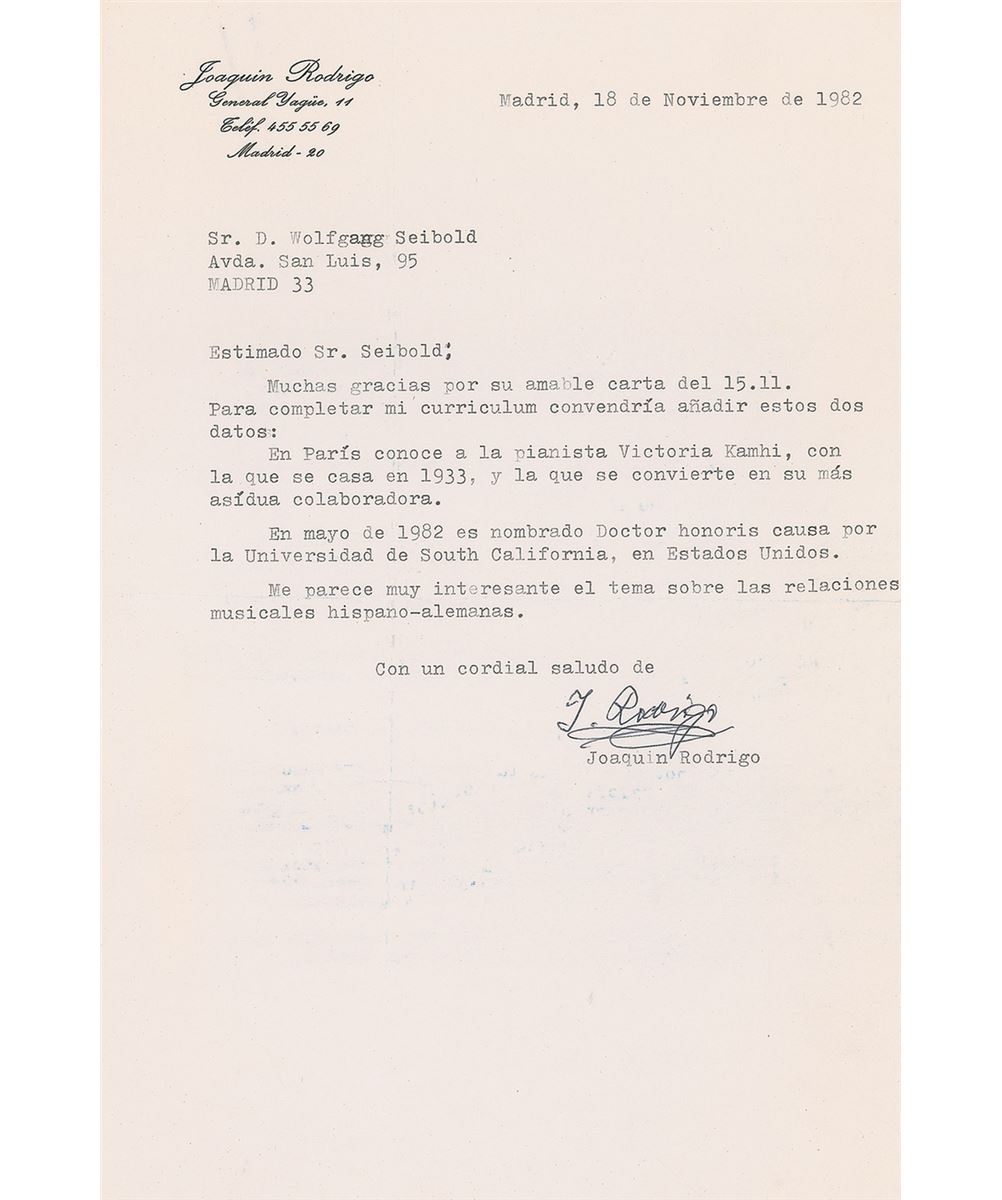 Joaquin Rodrigo
General Yagüe, 11
Teléf. 455 55 69
Madrid - 20
Madrid, 18 de Noviembre de 1982
Sr. D. Wolfgang Seibold
Avda. San Luis, 95
MADRID 33
Estimado Sr. Seibold;
Muchas gracias por su amable carta del 15.11.
Para completar mi curriculum convendría añadir estos dos
datos:
En París conoce a la pianista Victoria Kamhi, con
la que se casa en 1933, y la que se convierte en su más
asídua colaboradora.
En mayo de 1982 es nombrado Doctor honoris causa por
la Universidad de South California, en Estados Unidos.
Me parece muy interesante el tema sobre las relaciones
musicales hispano-alemanas.
Con un cordial saludo de
J. Rodrigo
Joaquin Rodrigo